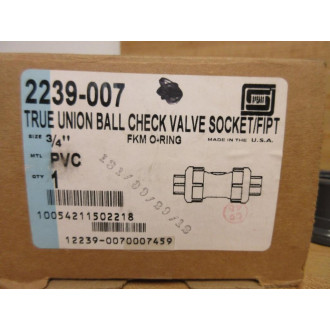 2239-007
TRUE UNION BALL CHECK VALVE SOCKET/FIPT
SIZE 3/4" FKM O-RING MADE IN THE U.S.A.
MTL PVC
QTY 1
10054211502218
12239-0070007459